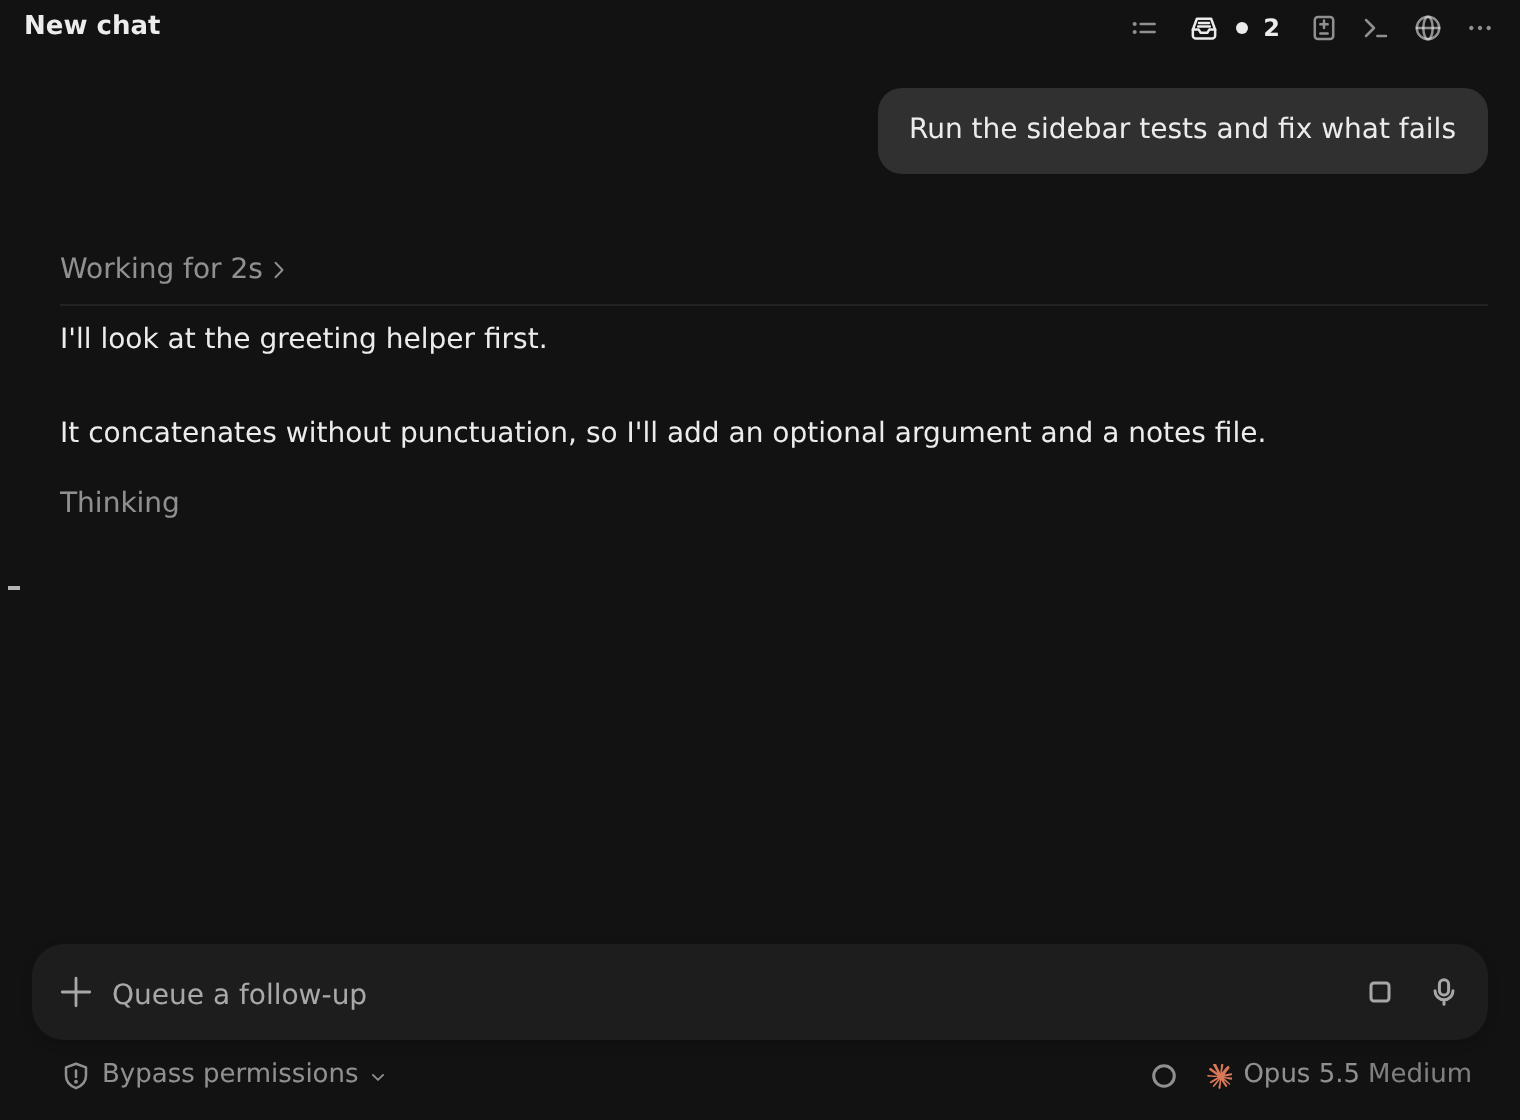 New chat
2
Run the sidebar tests and fix what fails
Working for 2s
I'll look at the greeting helper first.
It concatenates without punctuation, so I'll add an optional argument and a notes file.
Thinking
Queue a follow-up
Bypass permissions
Opus 5.5 Medium